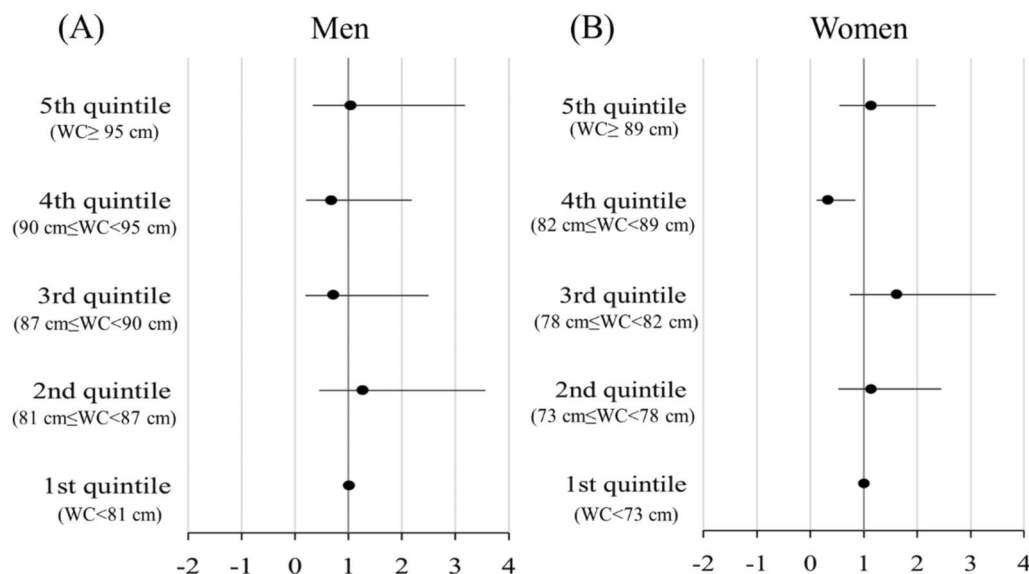 (A) Men
5th quintile
(WC≥ 95 cm)
4th quintile
(90 cm≤WC<95 cm)
3rd quintile
(87 cm≤WC<90 cm)
2nd quintile
(81 cm≤WC<87 cm)
1st quintile
(WC<81 cm)
-2 -1 0 1 2 3 4
(B) Women
5th quintile
(WC≥ 89 cm)
4th quintile
(82 cm≤WC<89 cm)
3rd quintile
(78 cm≤WC<82 cm)
2nd quintile
(73 cm≤WC<78 cm)
1st quintile
(WC<73 cm)
-2 -1 0 1 2 3 4